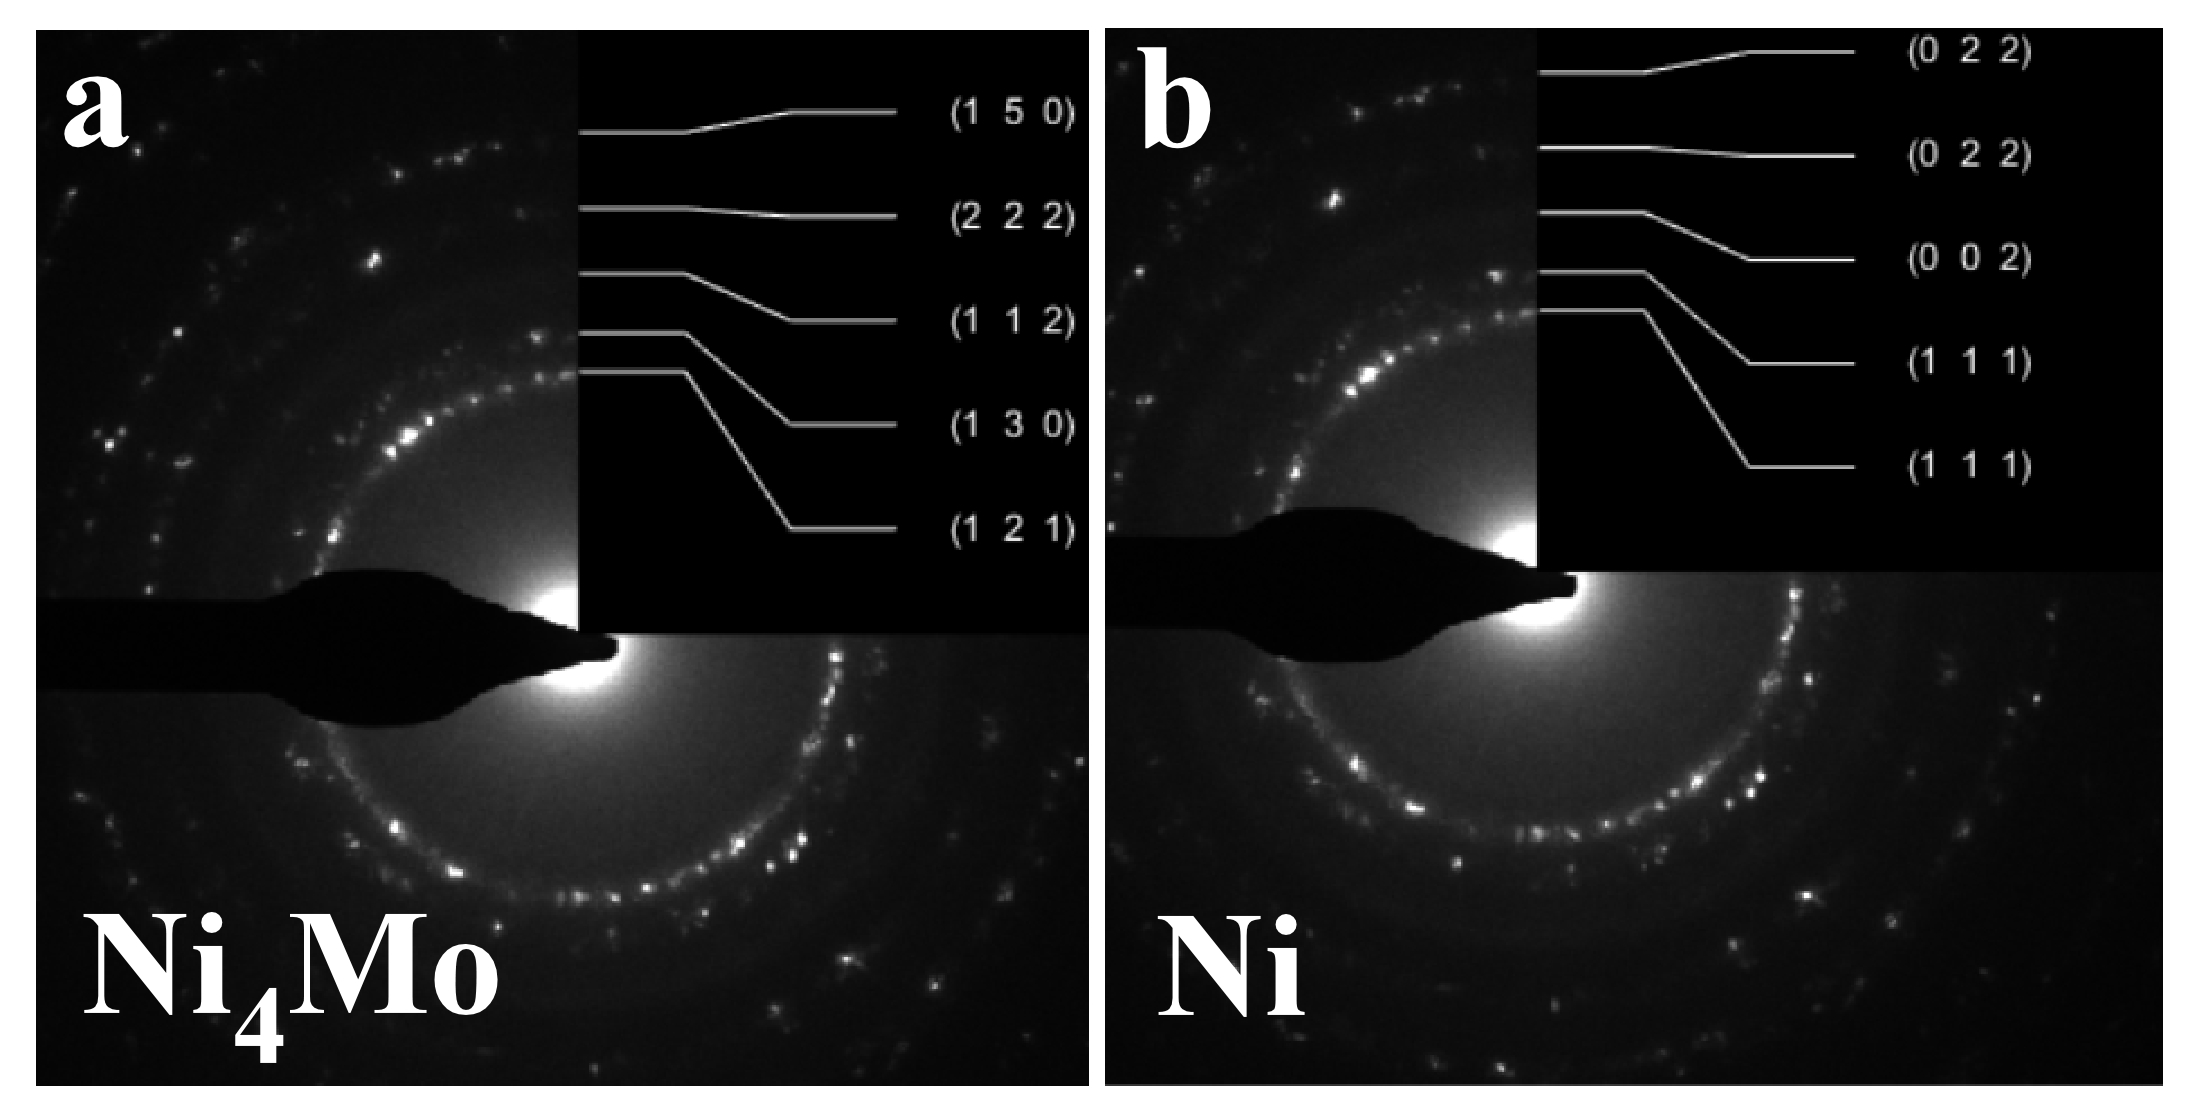 a
(1 5 0)
(2 2 2)
(1 1 2)
(1 3 0)
(1 2 1)
Ni₄Mo
b
(0 2 2)
(0 2 2)
(0 0 2)
(1 1 1)
(1 1 1)
Ni